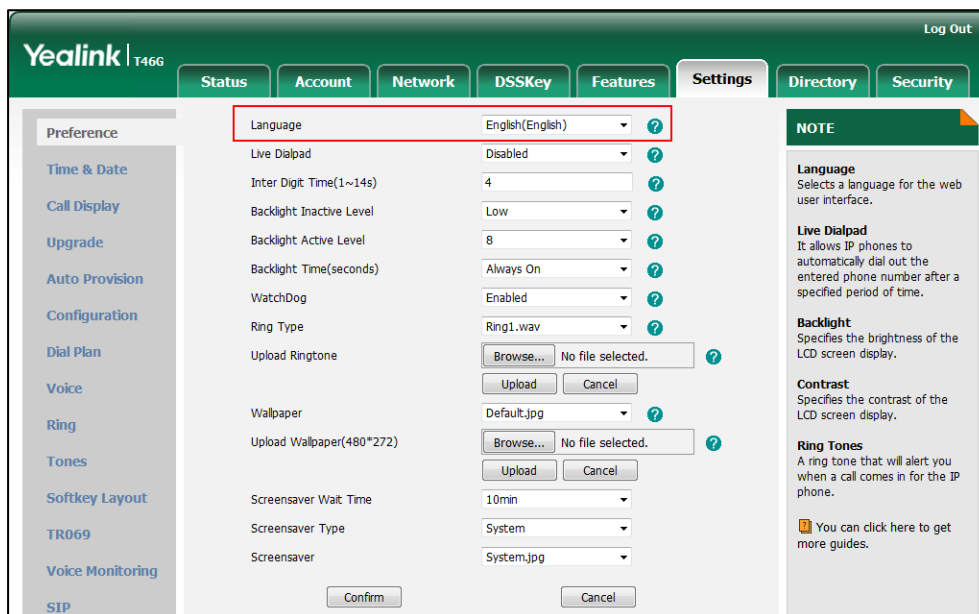 Log Out
Yealink T46G
Status Account Network DSSKey Features Settings Directory Security
Preference
Time & Date
Call Display
Upgrade
Auto Provision
Configuration
Dial Plan
Voice
Ring
Tones
Softkey Layout
TR069
Voice Monitoring
SIP
Language English(English) ?
Live Dialpad Disabled ?
Inter Digit Time(1~14s) 4 ?
Backlight Inactive Level Low ?
Backlight Active Level 8 ?
Backlight Time(seconds) Always On ?
WatchDog Enabled ?
Ring Type Ring1.wav ?
Upload Ringtone Browse... No file selected. ?
Upload Cancel
Wallpaper Default.jpg ?
Upload Wallpaper(480*272) Browse... No file selected. ?
Upload Cancel
Screensaver Wait Time 10min
Screensaver Type System
Screensaver System.jpg
Confirm Cancel
NOTE
Language
Selects a language for the web
user interface.
Live Dialpad
It allows IP phones to
automatically dial out the
entered phone number after a
specified period of time.
Backlight
Specifies the brightness of the
LCD screen display.
Contrast
Specifies the contrast of the
LCD screen display.
Ring Tones
A ring tone that will alert you
when a call comes in for the IP
phone.
? You can click here to get
more guides.